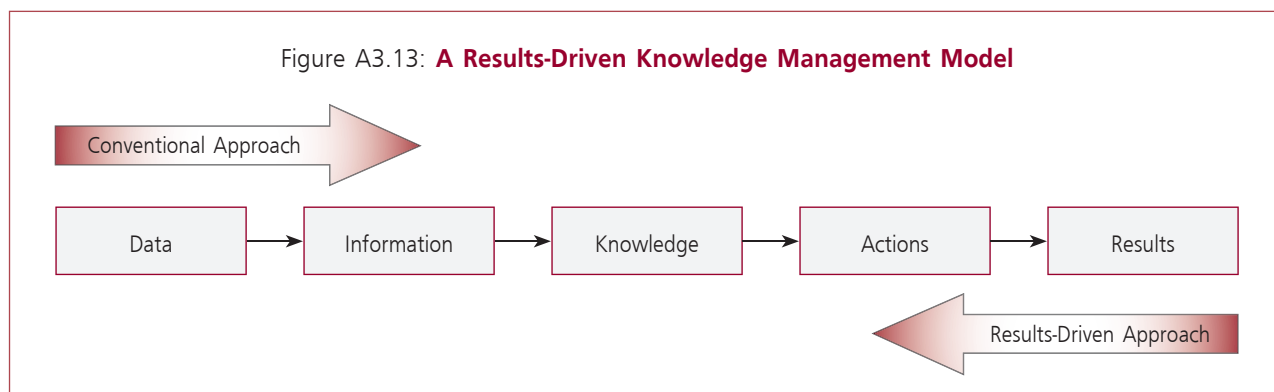 Figure A3.13: A Results-Driven Knowledge Management Model
Conventional Approach
Data
Information
Knowledge
Actions
Results
Results-Driven Approach